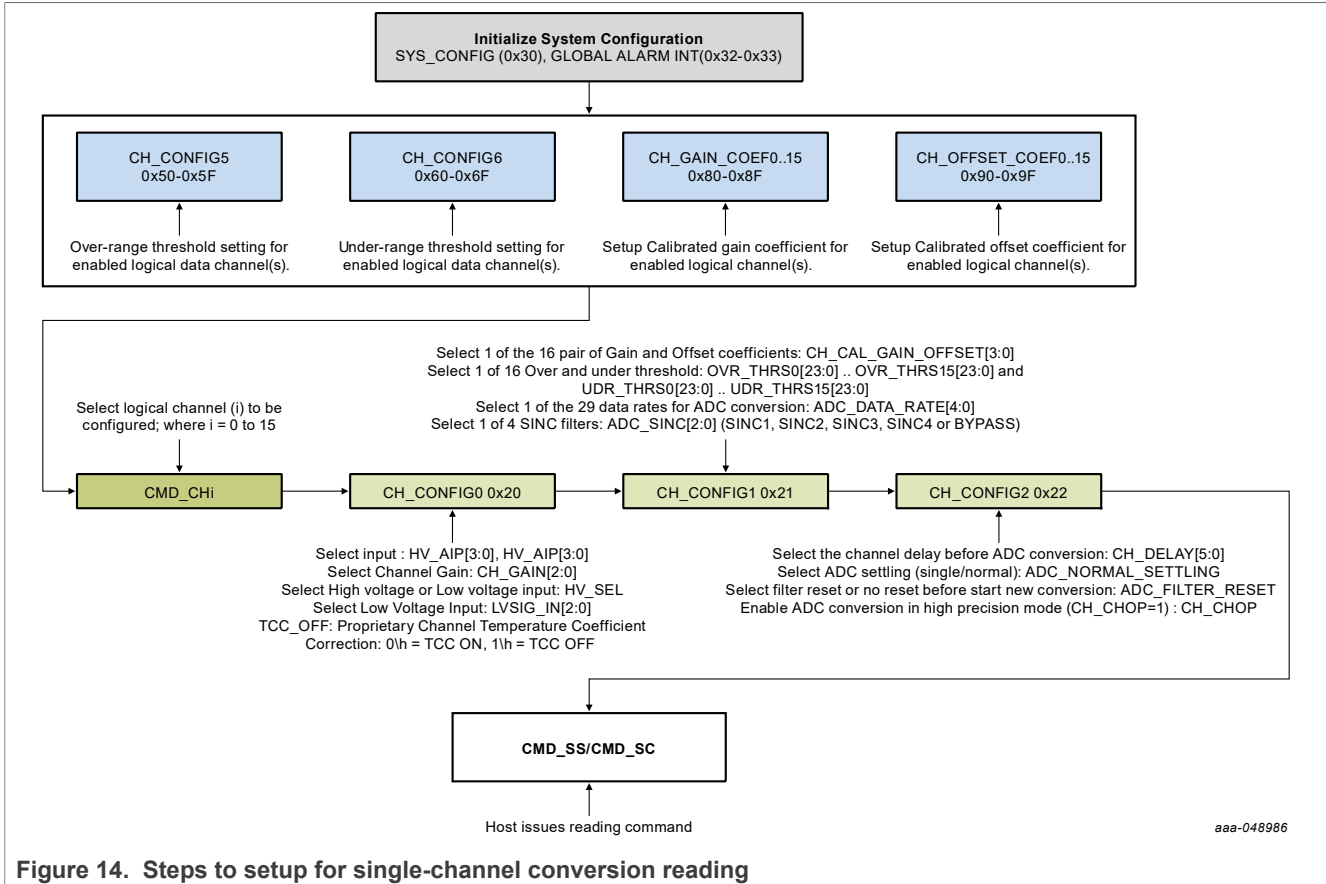 Initialize System Configuration
SYS_CONFIG (0x30), GLOBAL ALARM INT(0x32-0x33)
CH_CONFIG5
0x50-0x5F
CH_CONFIG6
0x60-0x6F
CH_GAIN_COEF0..15
0x80-0x8F
CH_OFFSET_COEF0..15
0x90-0x9F
Over-range threshold setting for
enabled logical data channel(s).
Under-range threshold setting for
enabled logical data channel(s).
Setup Calibrated gain coefficient for
enabled logical channel(s).
Setup Calibrated offset coefficient for
enabled logical channel(s).
Select 1 of the 16 pair of Gain and Offset coefficients: CH_CAL_GAIN_OFFSET[3:0]
Select 1 of 16 Over and under threshold: OVR_THRS0[23:0] .. OVR_THRS15[23:0] and
UDR_THRS0[23:0] .. UDR_THRS15[23:0]
Select 1 of the 29 data rates for ADC conversion: ADC_DATA_RATE[4:0]
Select 1 of 4 SINC filters: ADC_SINC[2:0] (SINC1, SINC2, SINC3, SINC4 or BYPASS)
Select logical channel (i) to be
configured; where i = 0 to 15
CMD_CHi
CH_CONFIG0 0x20
CH_CONFIG1 0x21
CH_CONFIG2 0x22
Select input : HV_AIP[3:0], HV_AIP[3:0]
Select Channel Gain: CH_GAIN[2:0]
Select High voltage or Low voltage input: HV_SEL
Select Low Voltage Input: LVSIG_IN[2:0]
TCC_OFF: Proprietary Channel Temperature Coefficient
Correction: 0\h = TCC ON, 1\h = TCC OFF
Select the channel delay before ADC conversion: CH_DELAY[5:0]
Select ADC settling (single/normal): ADC_NORMAL_SETTLING
Select filter reset or no reset before start new conversion: ADC_FILTER_RESET
Enable ADC conversion in high precision mode (CH_CHOP=1) : CH_CHOP
CMD_SS/CMD_SC
Host issues reading command
aaa-048986
Figure 14. Steps to setup for single-channel conversion reading